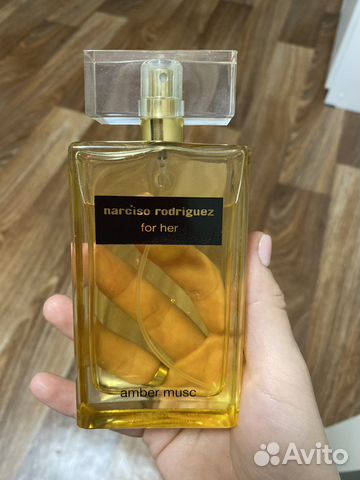 narciso rodriguez
for her
amber musc
Avito